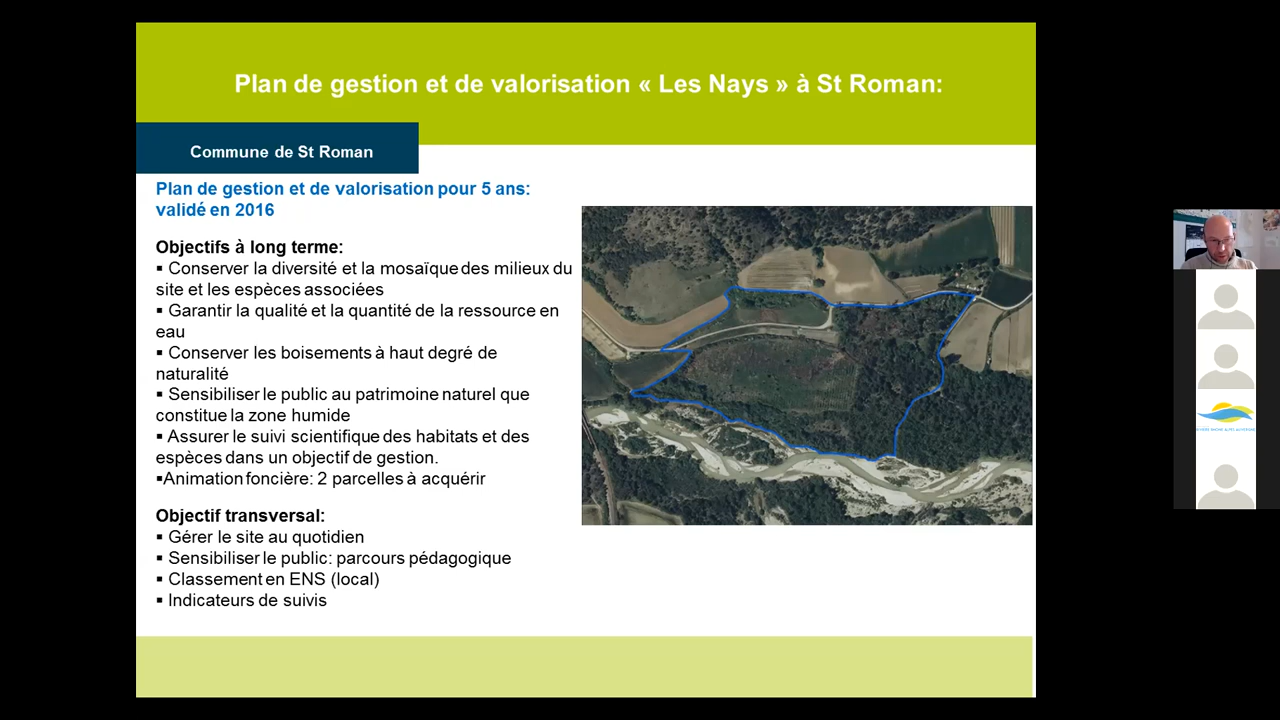 Plan de gestion et de valorisation « Les Nays » à St Roman:
Commune de St Roman
Plan de gestion et de valorisation pour 5 ans:
validé en 2016
Objectifs à long terme:
▪ Conserver la diversité et la mosaïque des milieux du
site et les espèces associées
▪ Garantir la qualité et la quantité de la ressource en
eau
▪ Conserver les boisements à haut degré de
naturalité
▪ Sensibiliser le public au patrimoine naturel que
constitue la zone humide
▪ Assurer le suivi scientifique des habitats et des
espèces dans un objectif de gestion.
▪Animation foncière: 2 parcelles à acquérir
Objectif transversal:
▪ Gérer le site au quotidien
▪ Sensibiliser le public: parcours pédagogique
▪ Classement en ENS (local)
▪ Indicateurs de suivis